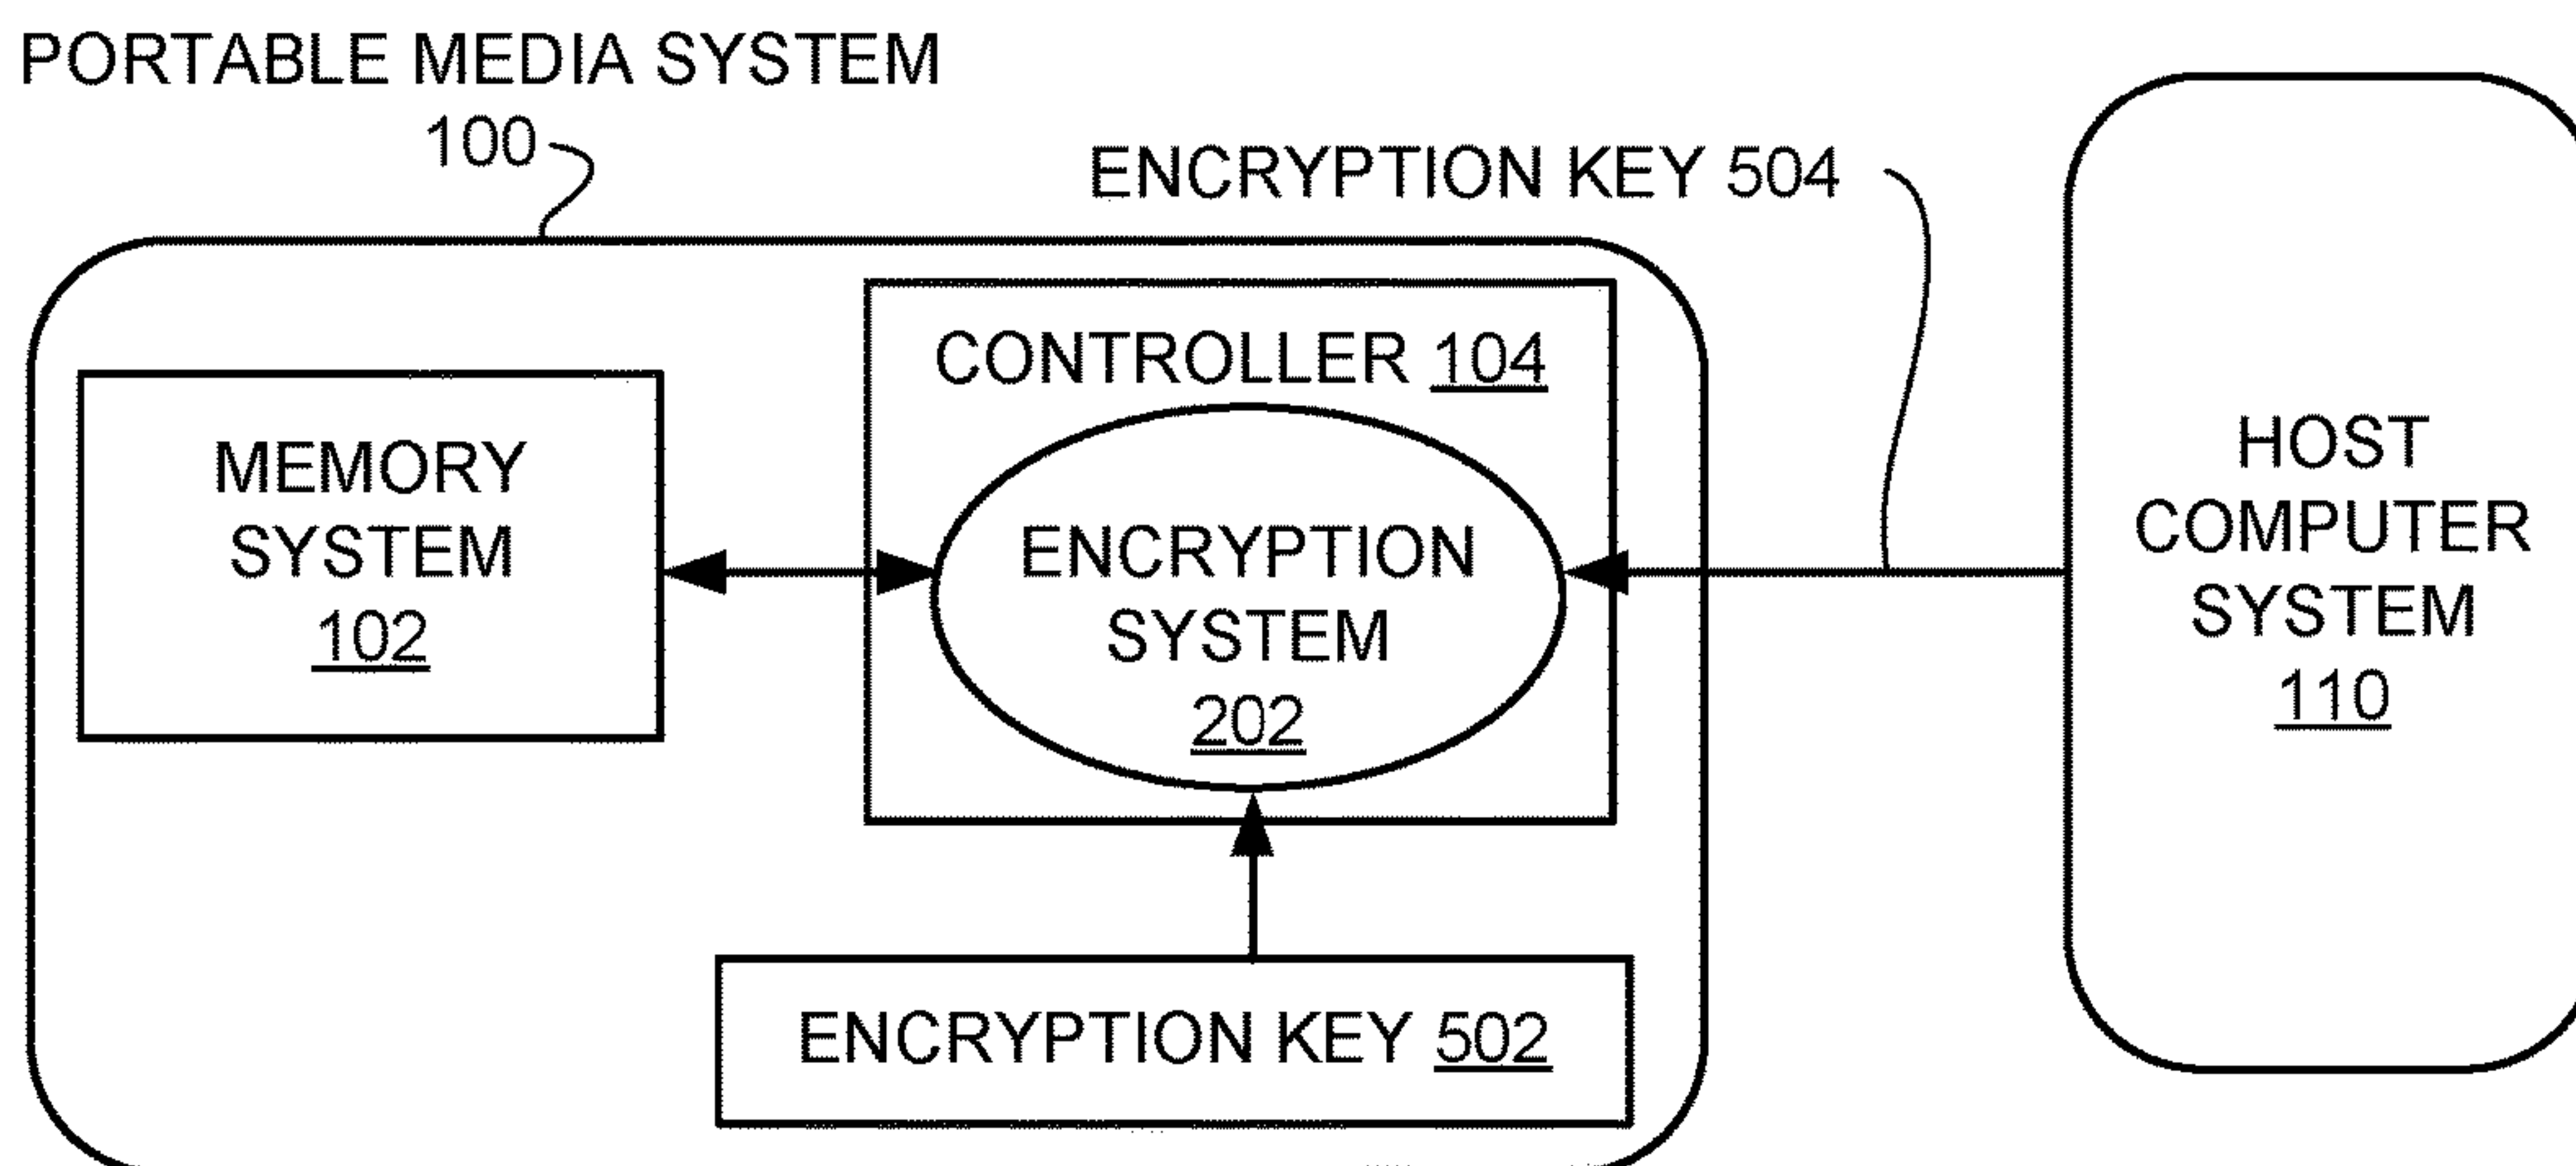 PORTABLE MEDIA SYSTEM
100
ENCRYPTION KEY 504
CONTROLLER 104
MEMORY
SYSTEM
102
ENCRYPTION
SYSTEM
202
HOST
COMPUTER
SYSTEM
110
ENCRYPTION KEY 502